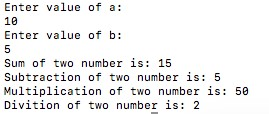 Enter value of a:
10
Enter value of b:
5
Sum of two number is: 15
Subtraction of two number is: 5
Multiplication of two number is: 50
Divition of two number is: 2